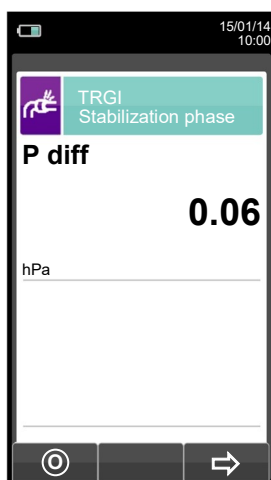 15/01/14
10:00
TRGI
Stabilization phase
P diff
0.06
hPa